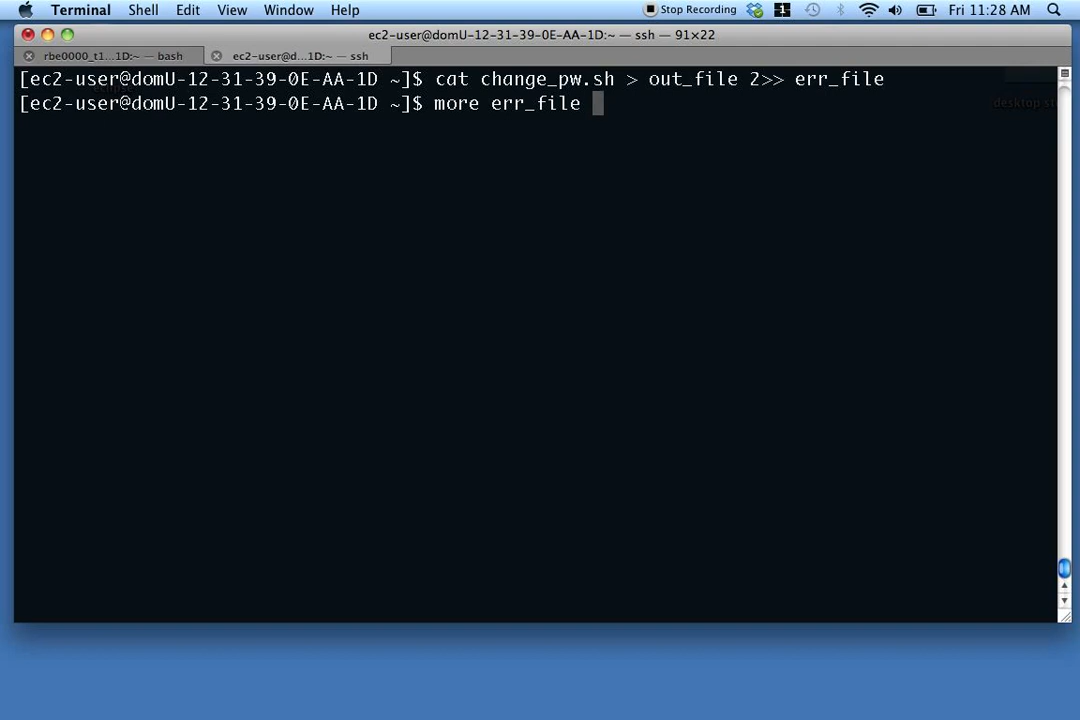 Terminal Shell Edit View Window Help Stop Recording 1 Fri 11:28 AM
ec2-user@domU-12-31-39-0E-AA-1D:~ — ssh — 91×22
rbe0000_t1...1D:~ — bash ec2-user@d...1D:~ — ssh
[ec2-user@domU-12-31-39-0E-AA-1D ~]$ cat change_pw.sh > out_file 2>> err_file
[ec2-user@domU-12-31-39-0E-AA-1D ~]$ more err_file